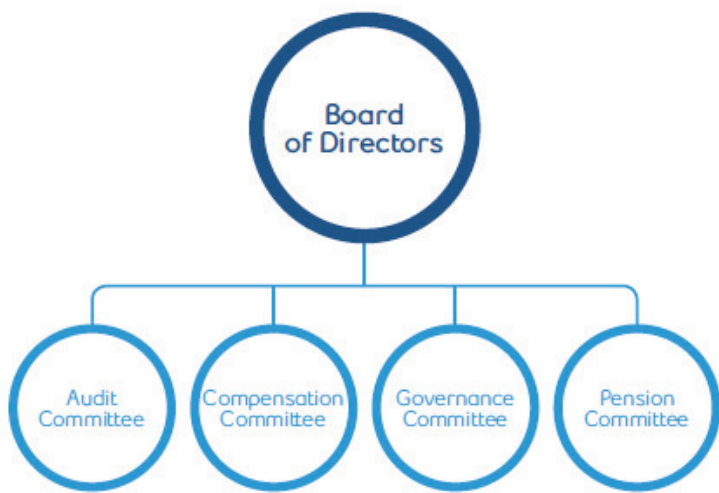 Board
of Directors
Audit
Committee
Compensation
Committee
Governance
Committee
Pension
Committee